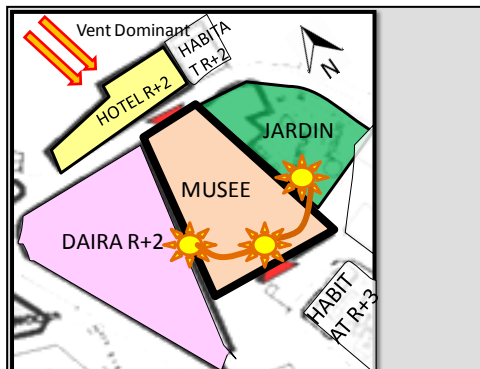 Vent Dominant
HABITA
T R+2
HOTEL R+2
N
JARDIN
MUSEE
DAIRA R+2
HABIT
AT R+3